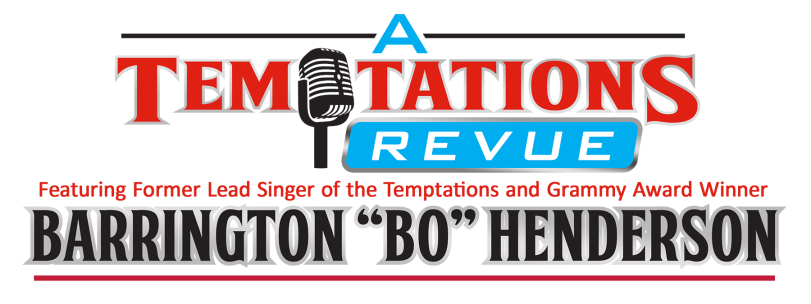 A
TEMPTATIONS
REVUE
Featuring Former Lead Singer of the Temptations and Grammy Award Winner
BARRINGTON “BO” HENDERSON